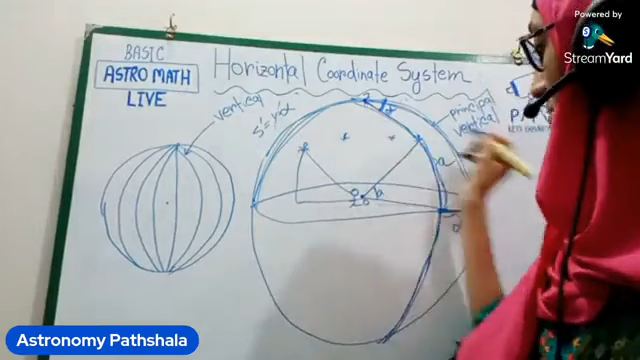 Powered by
S
StreamYard
BASIC
ASTRO MATH
LIVE
Horizontal Coordinate System
vertical
principal
vertical
a
b
Astronomy Pathshala